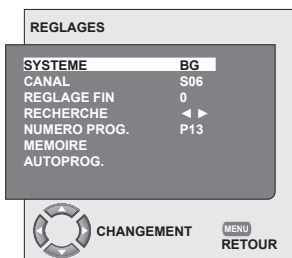 REGLAGES
SYSTEME BG
CANAL S06
REGLAGE FIN 0
RECHERCHE ◄ ►
NUMERO PROG. P13
MEMOIRE
AUTOPROG.
CHANGEMENT MENU
RETOUR